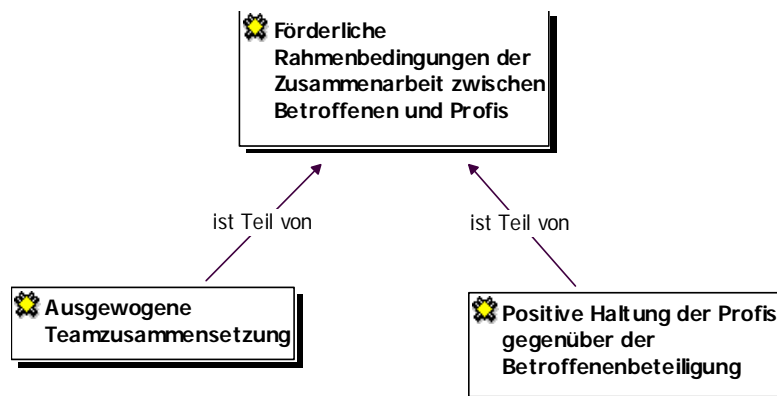 Förderliche
Rahmenbedingungen der
Zusammenarbeit zwischen
Betroffenen und Profis
ist Teil von
ist Teil von
Ausgewogene
Teamzusammensetzung
Positive Haltung der Profis
gegenüber der
Betroffenenbeteiligung